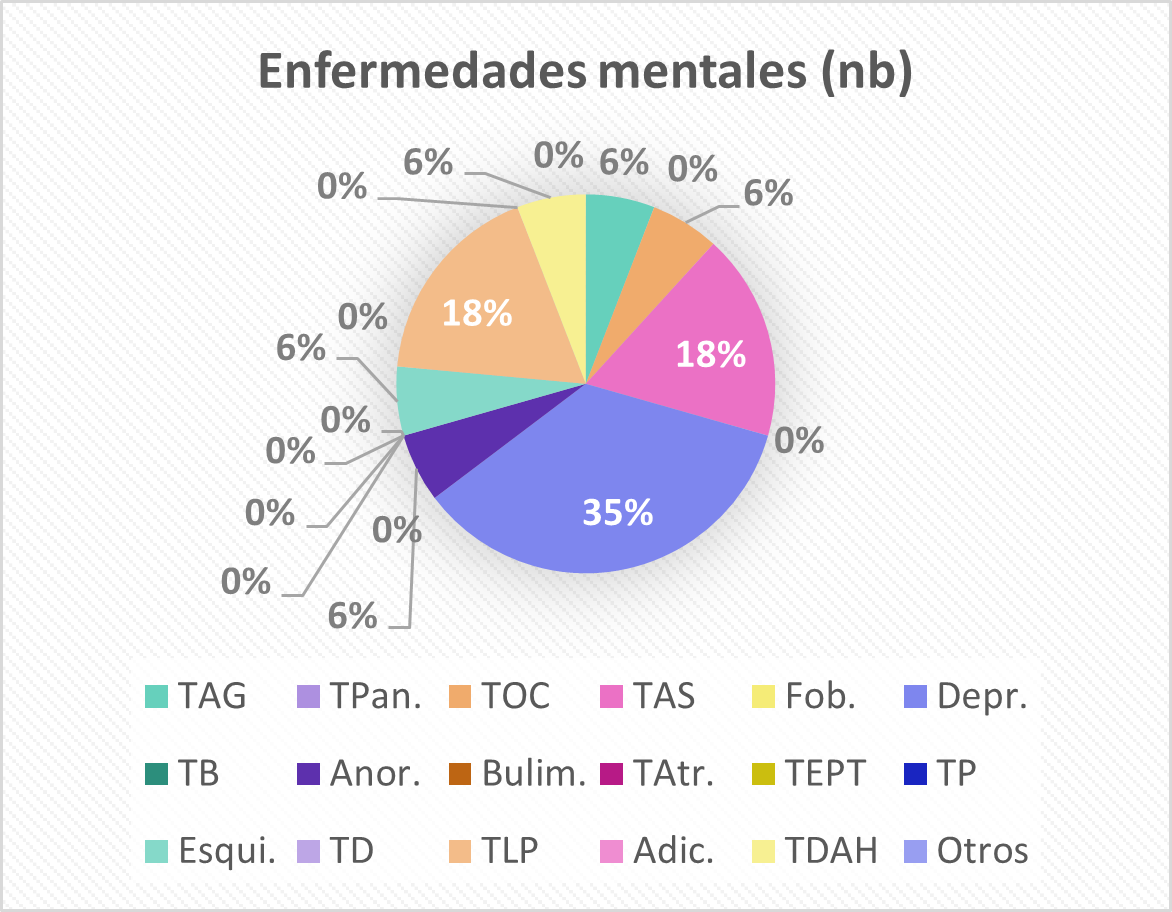 Enfermedades mentales (nb)
0% 6% 0%
6% 6%
0%
18%
0%
18%
6%
0%
0%
0%
35%
0%
0%
0%
6%
TAG TPan. TOC TAS Fob. Depr.
TB Anor. Bulim. TAtr. TEPT TP
Esqui. TD TLP Adic. TDAH Otros